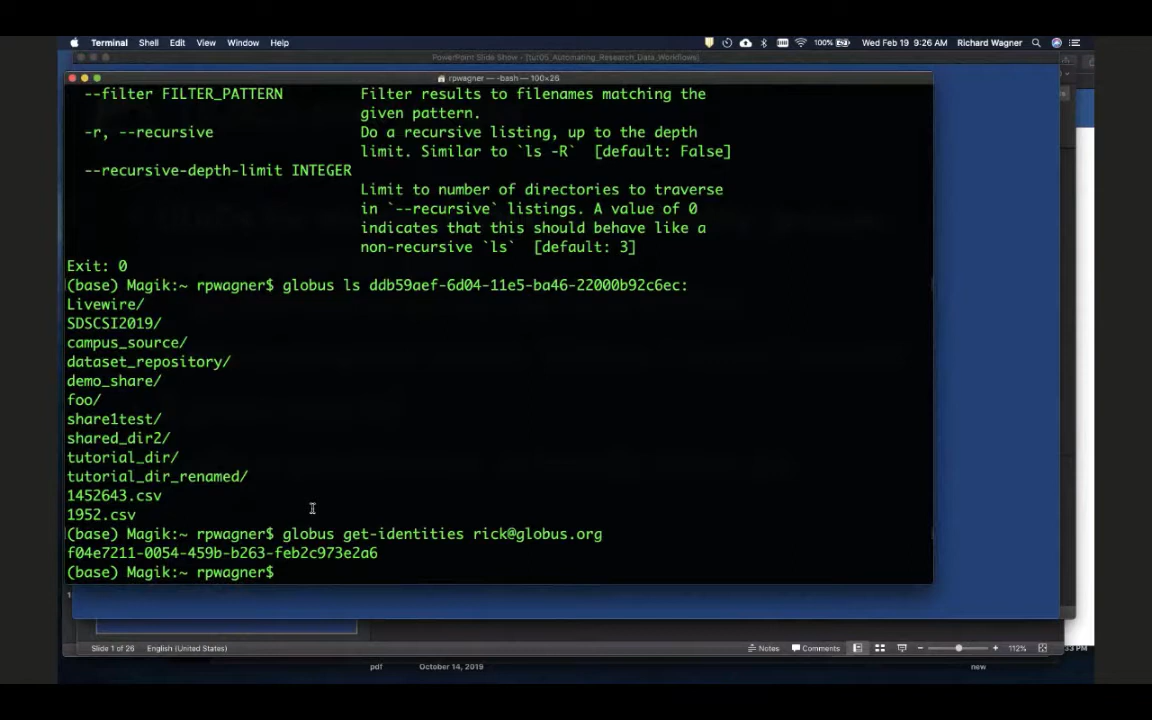 Terminal Shell Edit View Window Help 100% Wed Feb 19 9:26 AM Richard Wagner
PowerPoint Slide Show - [tut05_Automating_Research_Data_Workflows]
rpwagner — -bash — 100×26
--filter FILTER_PATTERN Filter results to filenames matching the
given pattern.
-r, --recursive Do a recursive listing, up to the depth
limit. Similar to `ls -R` [default: False]
--recursive-depth-limit INTEGER
Limit to number of directories to traverse
in `--recursive` listings. A value of 0
indicates that this should behave like a
non-recursive `ls` [default: 3]
Exit: 0
(base) Magik:~ rpwagner$ globus ls ddb59aef-6d04-11e5-ba46-22000b92c6ec:
Livewire/
SDSCSI2019/
campus_source/
dataset_repository/
demo_share/
foo/
share1test/
shared_dir2/
tutorial_dir/
tutorial_dir_renamed/
1452643.csv
1952.csv
(base) Magik:~ rpwagner$ globus get-identities rick@globus.org
f04e7211-0054-459b-b263-feb2c973e2a6
(base) Magik:~ rpwagner$
Slide 1 of 26 English (United States) Notes Comments 112%
pdf October 14, 2019 new